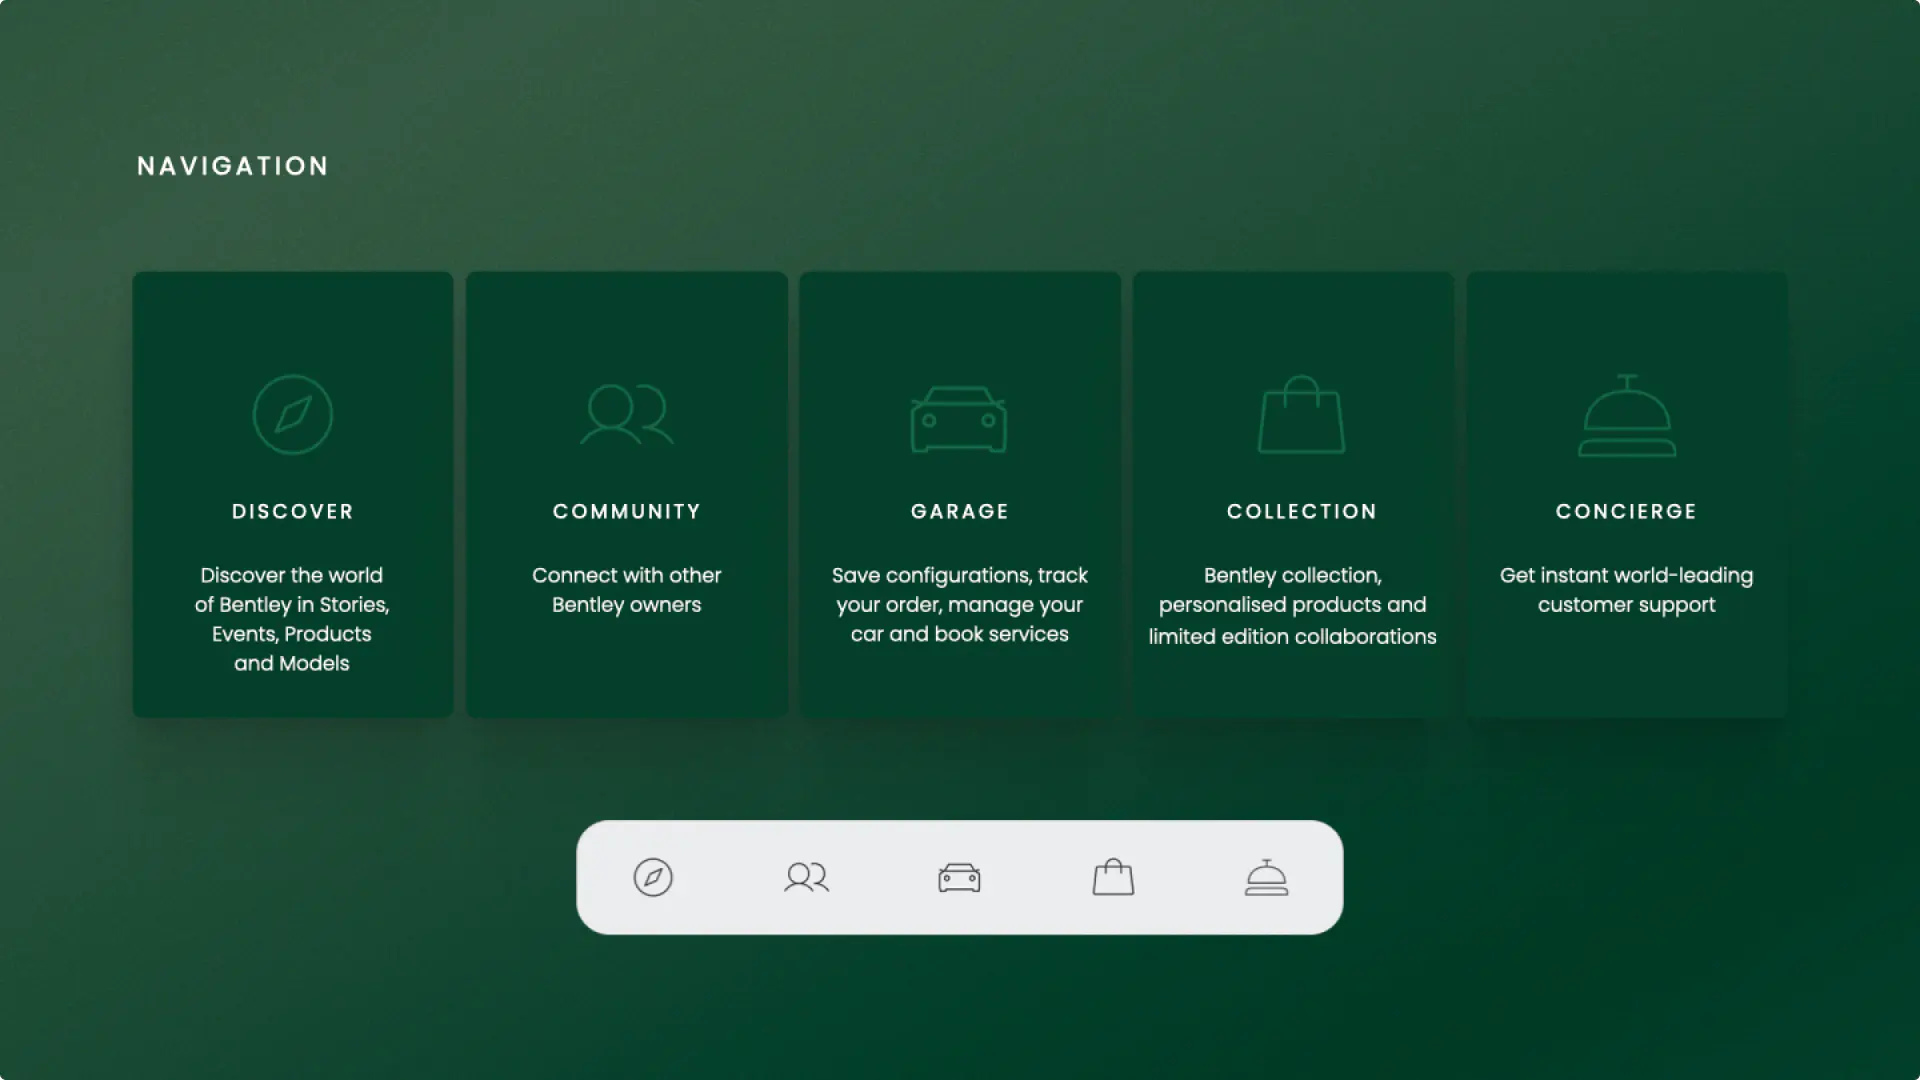 NAVIGATION
DISCOVER
Discover the world
of Bentley in Stories,
Events, Products
and Models
COMMUNITY
Connect with other
Bentley owners
GARAGE
Save configurations, track
your order, manage your
car and book services
COLLECTION
Bentley collection,
personalised products and
limited edition collaborations
CONCIERGE
Get instant world-leading
customer support